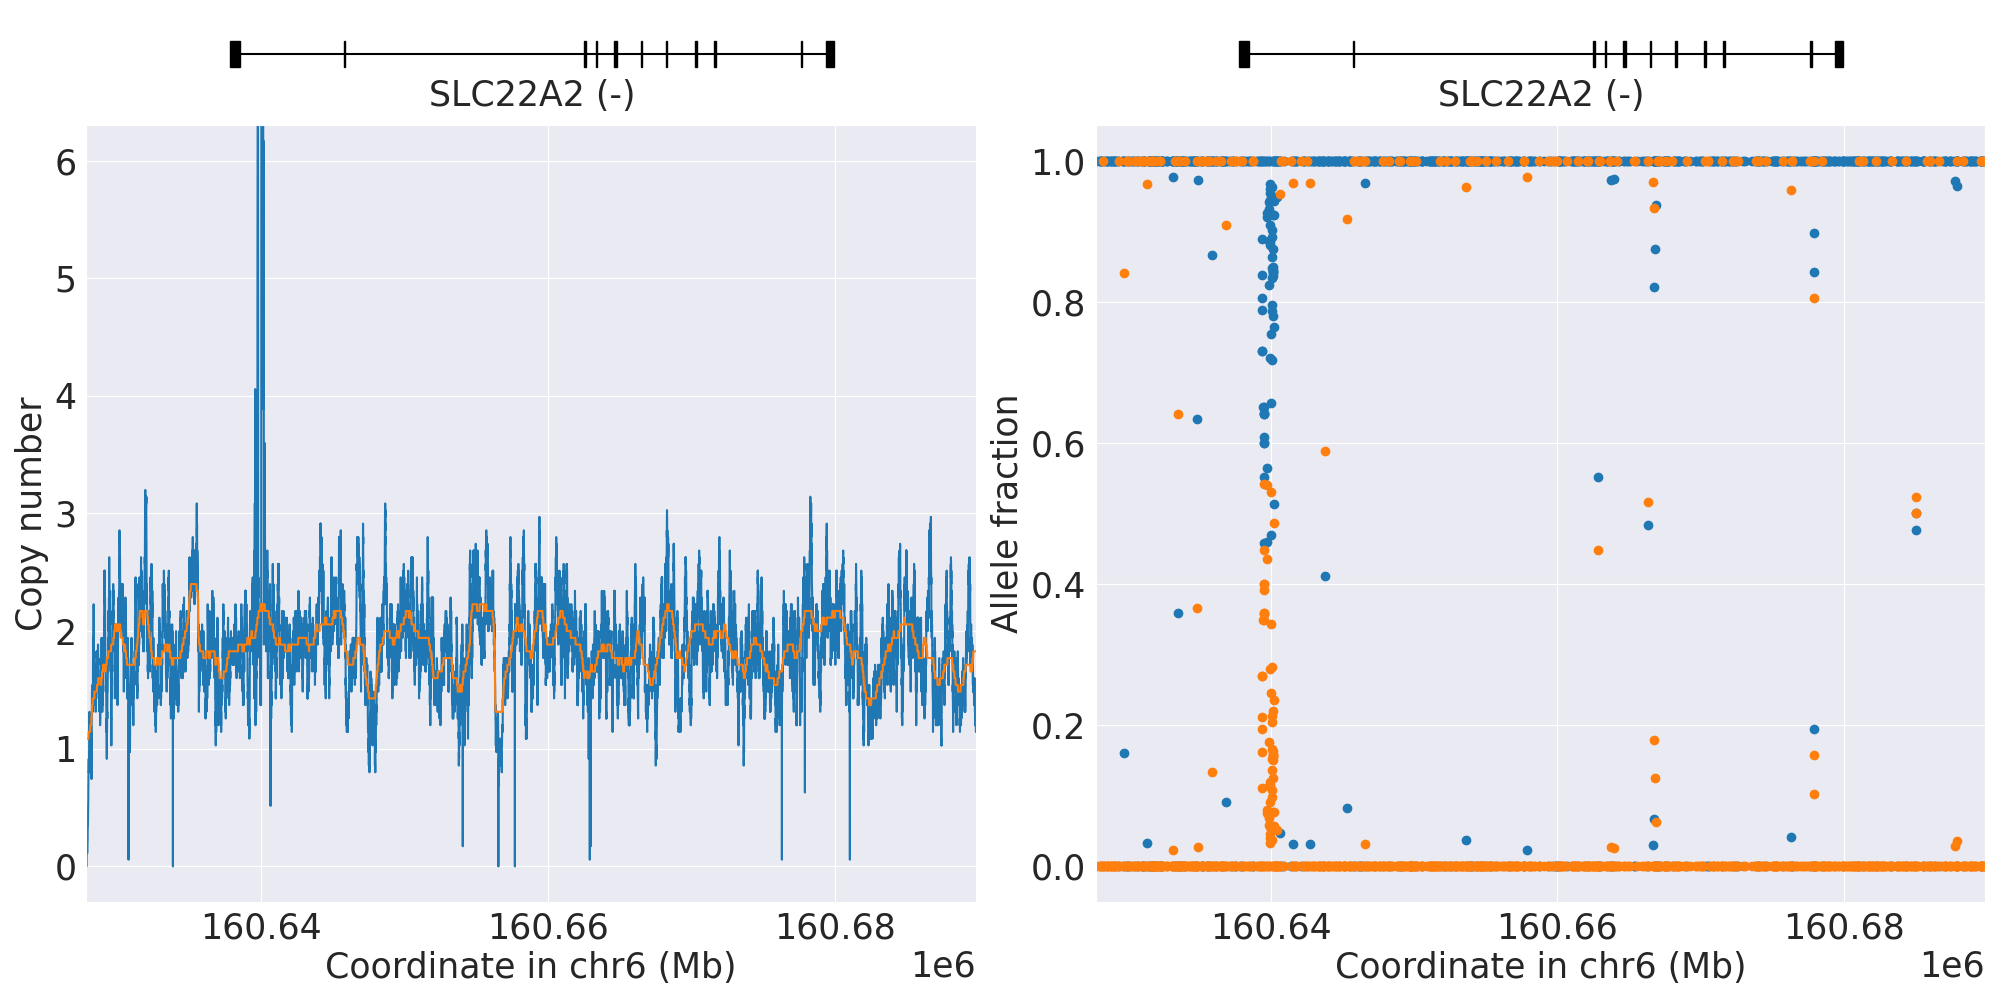 SLC22A2 (-)
Copy number
6
5
4
3
2
1
0
160.64 160.66 160.68
Coordinate in chr6 (Mb) 1e6
SLC22A2 (-)
Allele fraction
1.0
0.8
0.6
0.4
0.2
0.0
160.64 160.66 160.68
Coordinate in chr6 (Mb) 1e6